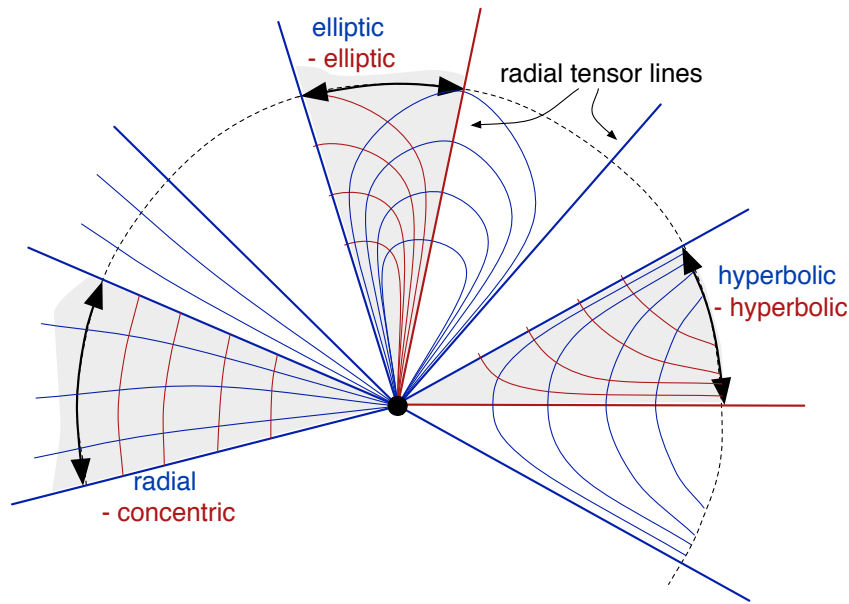 elliptic
- elliptic
radial tensor lines
hyperbolic
- hyperbolic
radial
- concentric